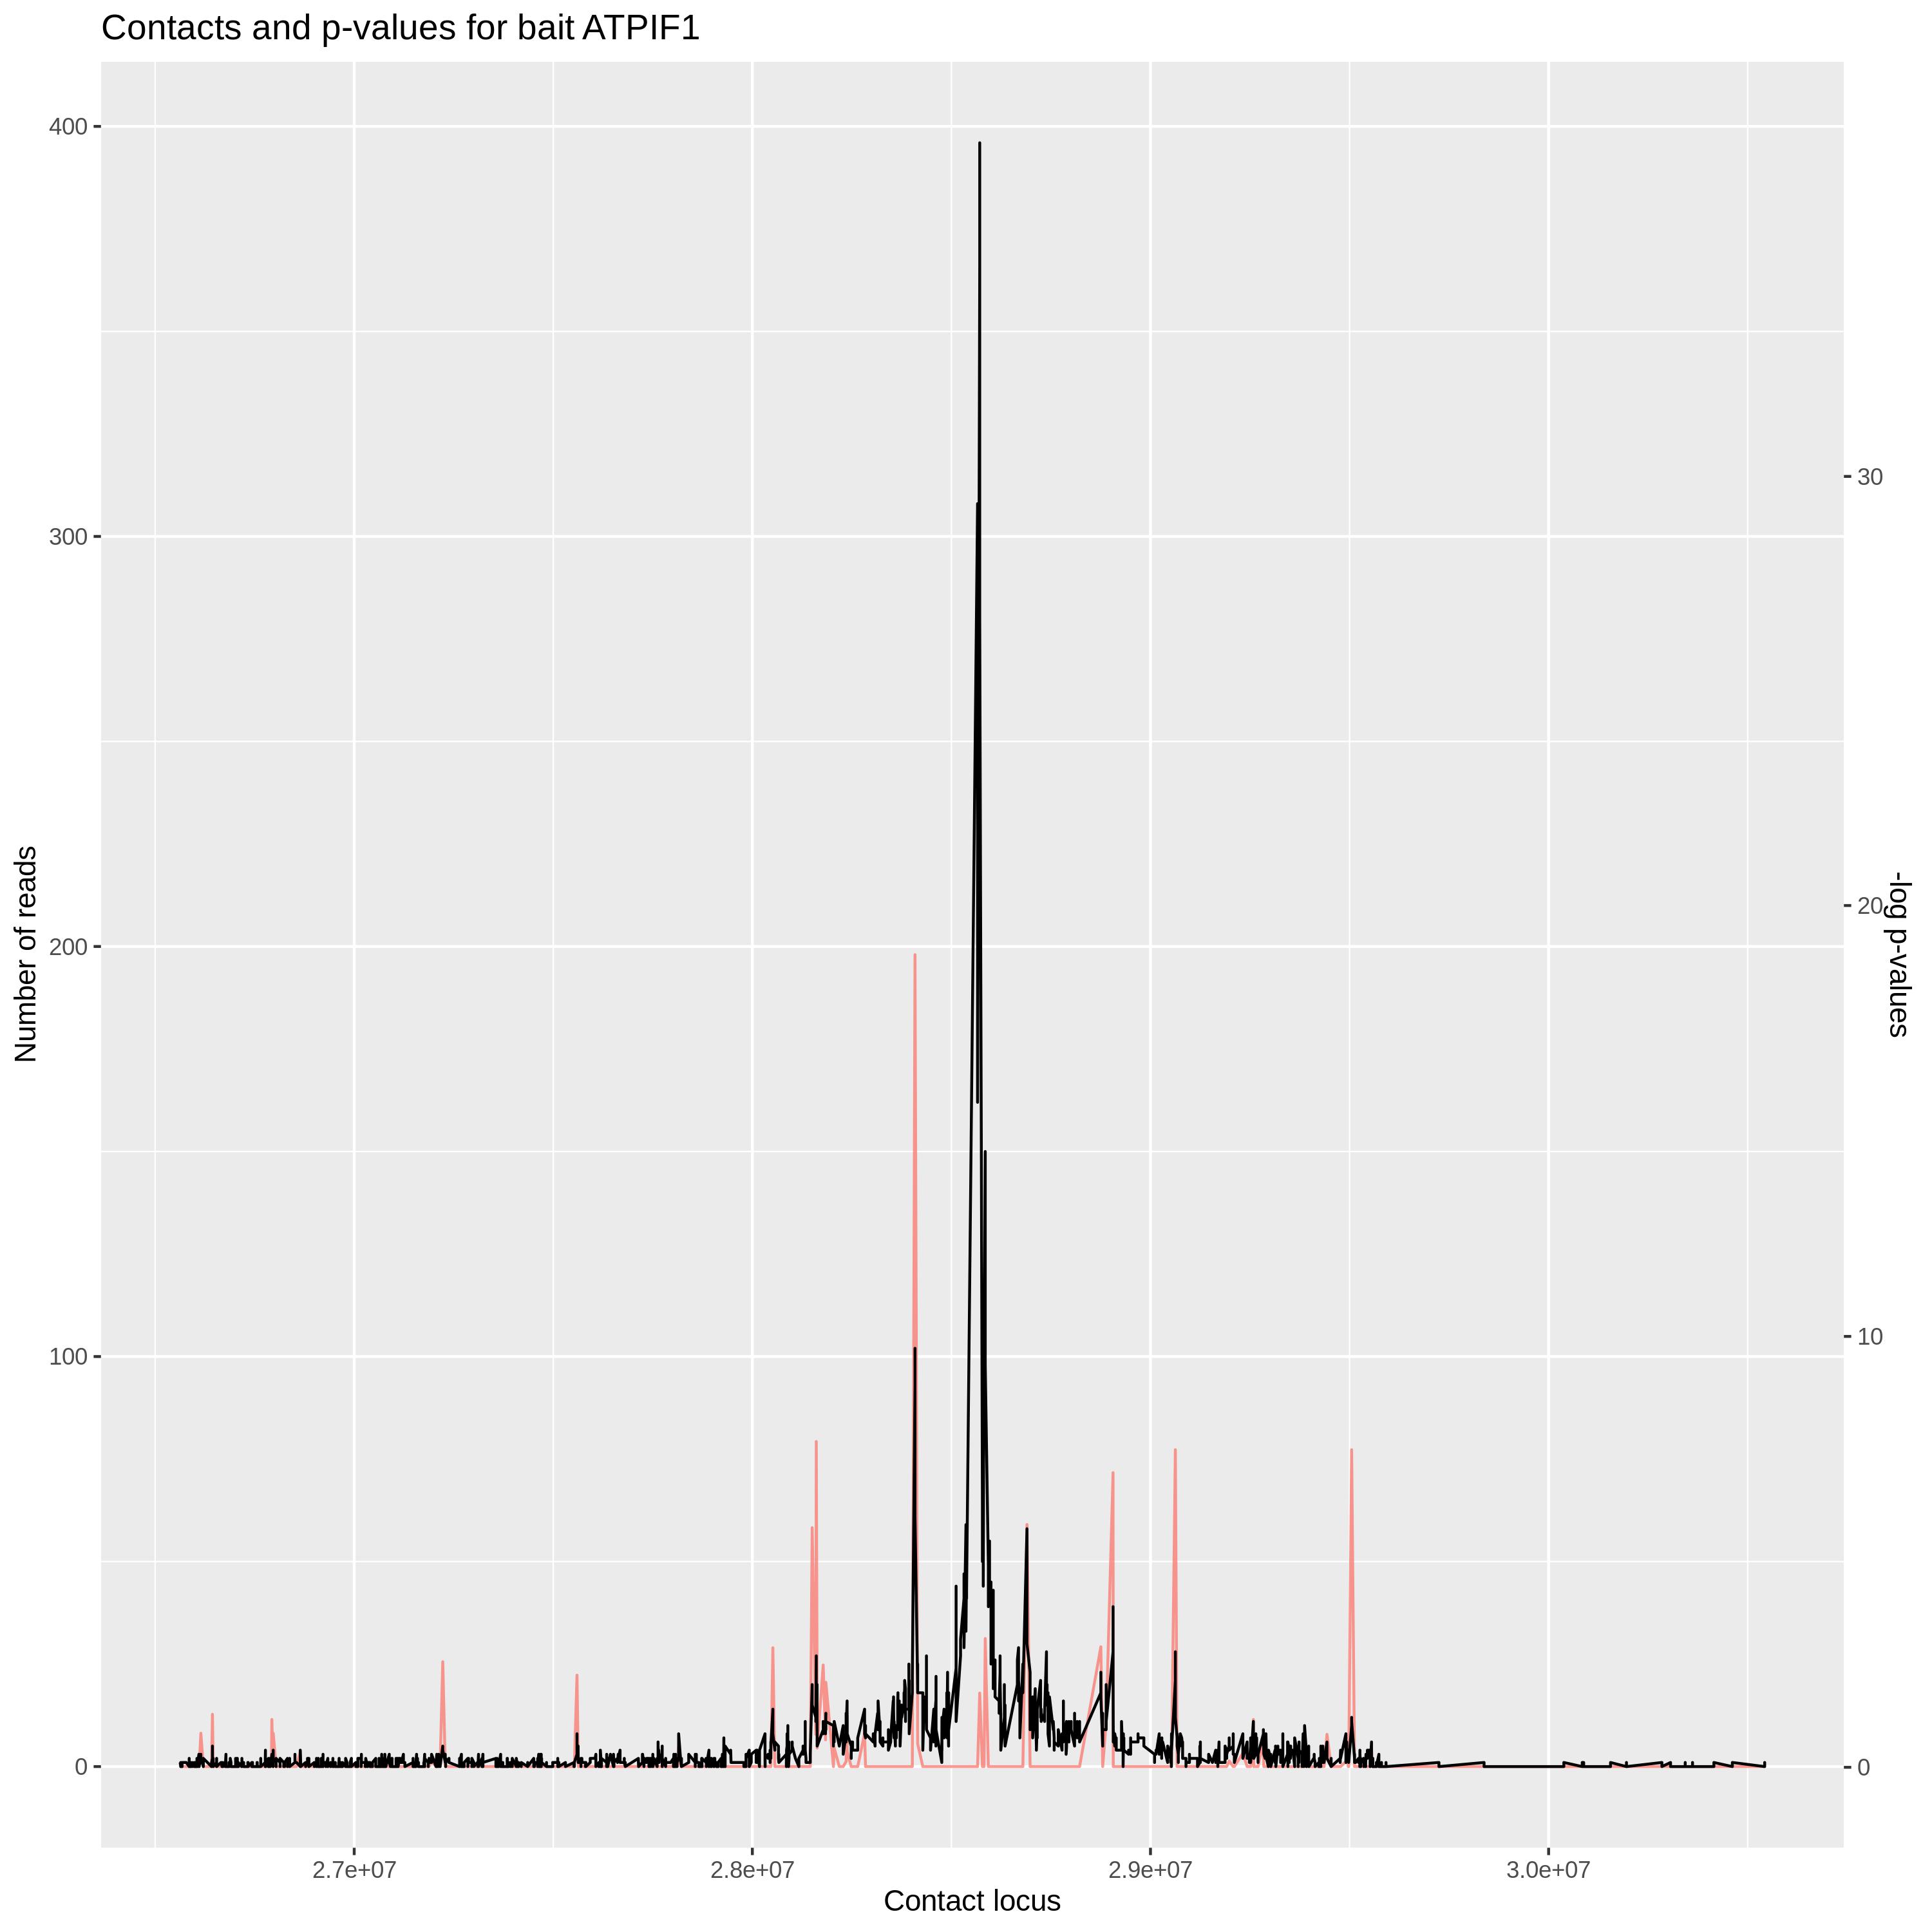 Contacts and p-values for bait ATPIF1
400
300
200
100
0
Number of reads
30
20
10
0
-log p-values
2.7e+07
2.8e+07
2.9e+07
3.0e+07
Contact locus